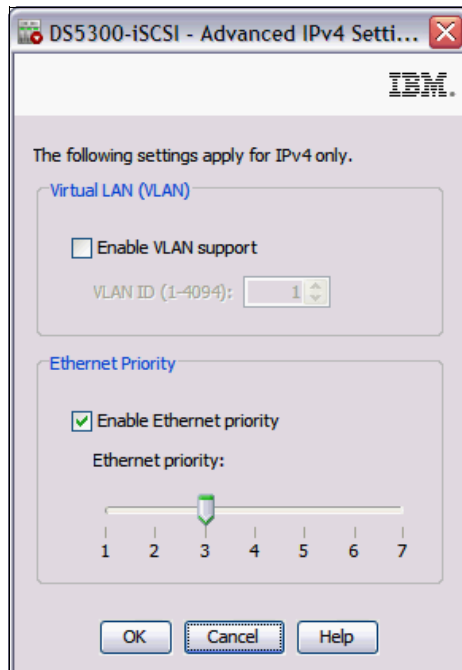 DS5300-iSCSI - Advanced IPv4 Setti...
IBM.
The following settings apply for IPv4 only.
Virtual LAN (VLAN)
Enable VLAN support
VLAN ID (1-4094):
1
Ethernet Priority
Enable Ethernet priority
Ethernet priority:
1 2 3 4 5 6 7
OK Cancel Help